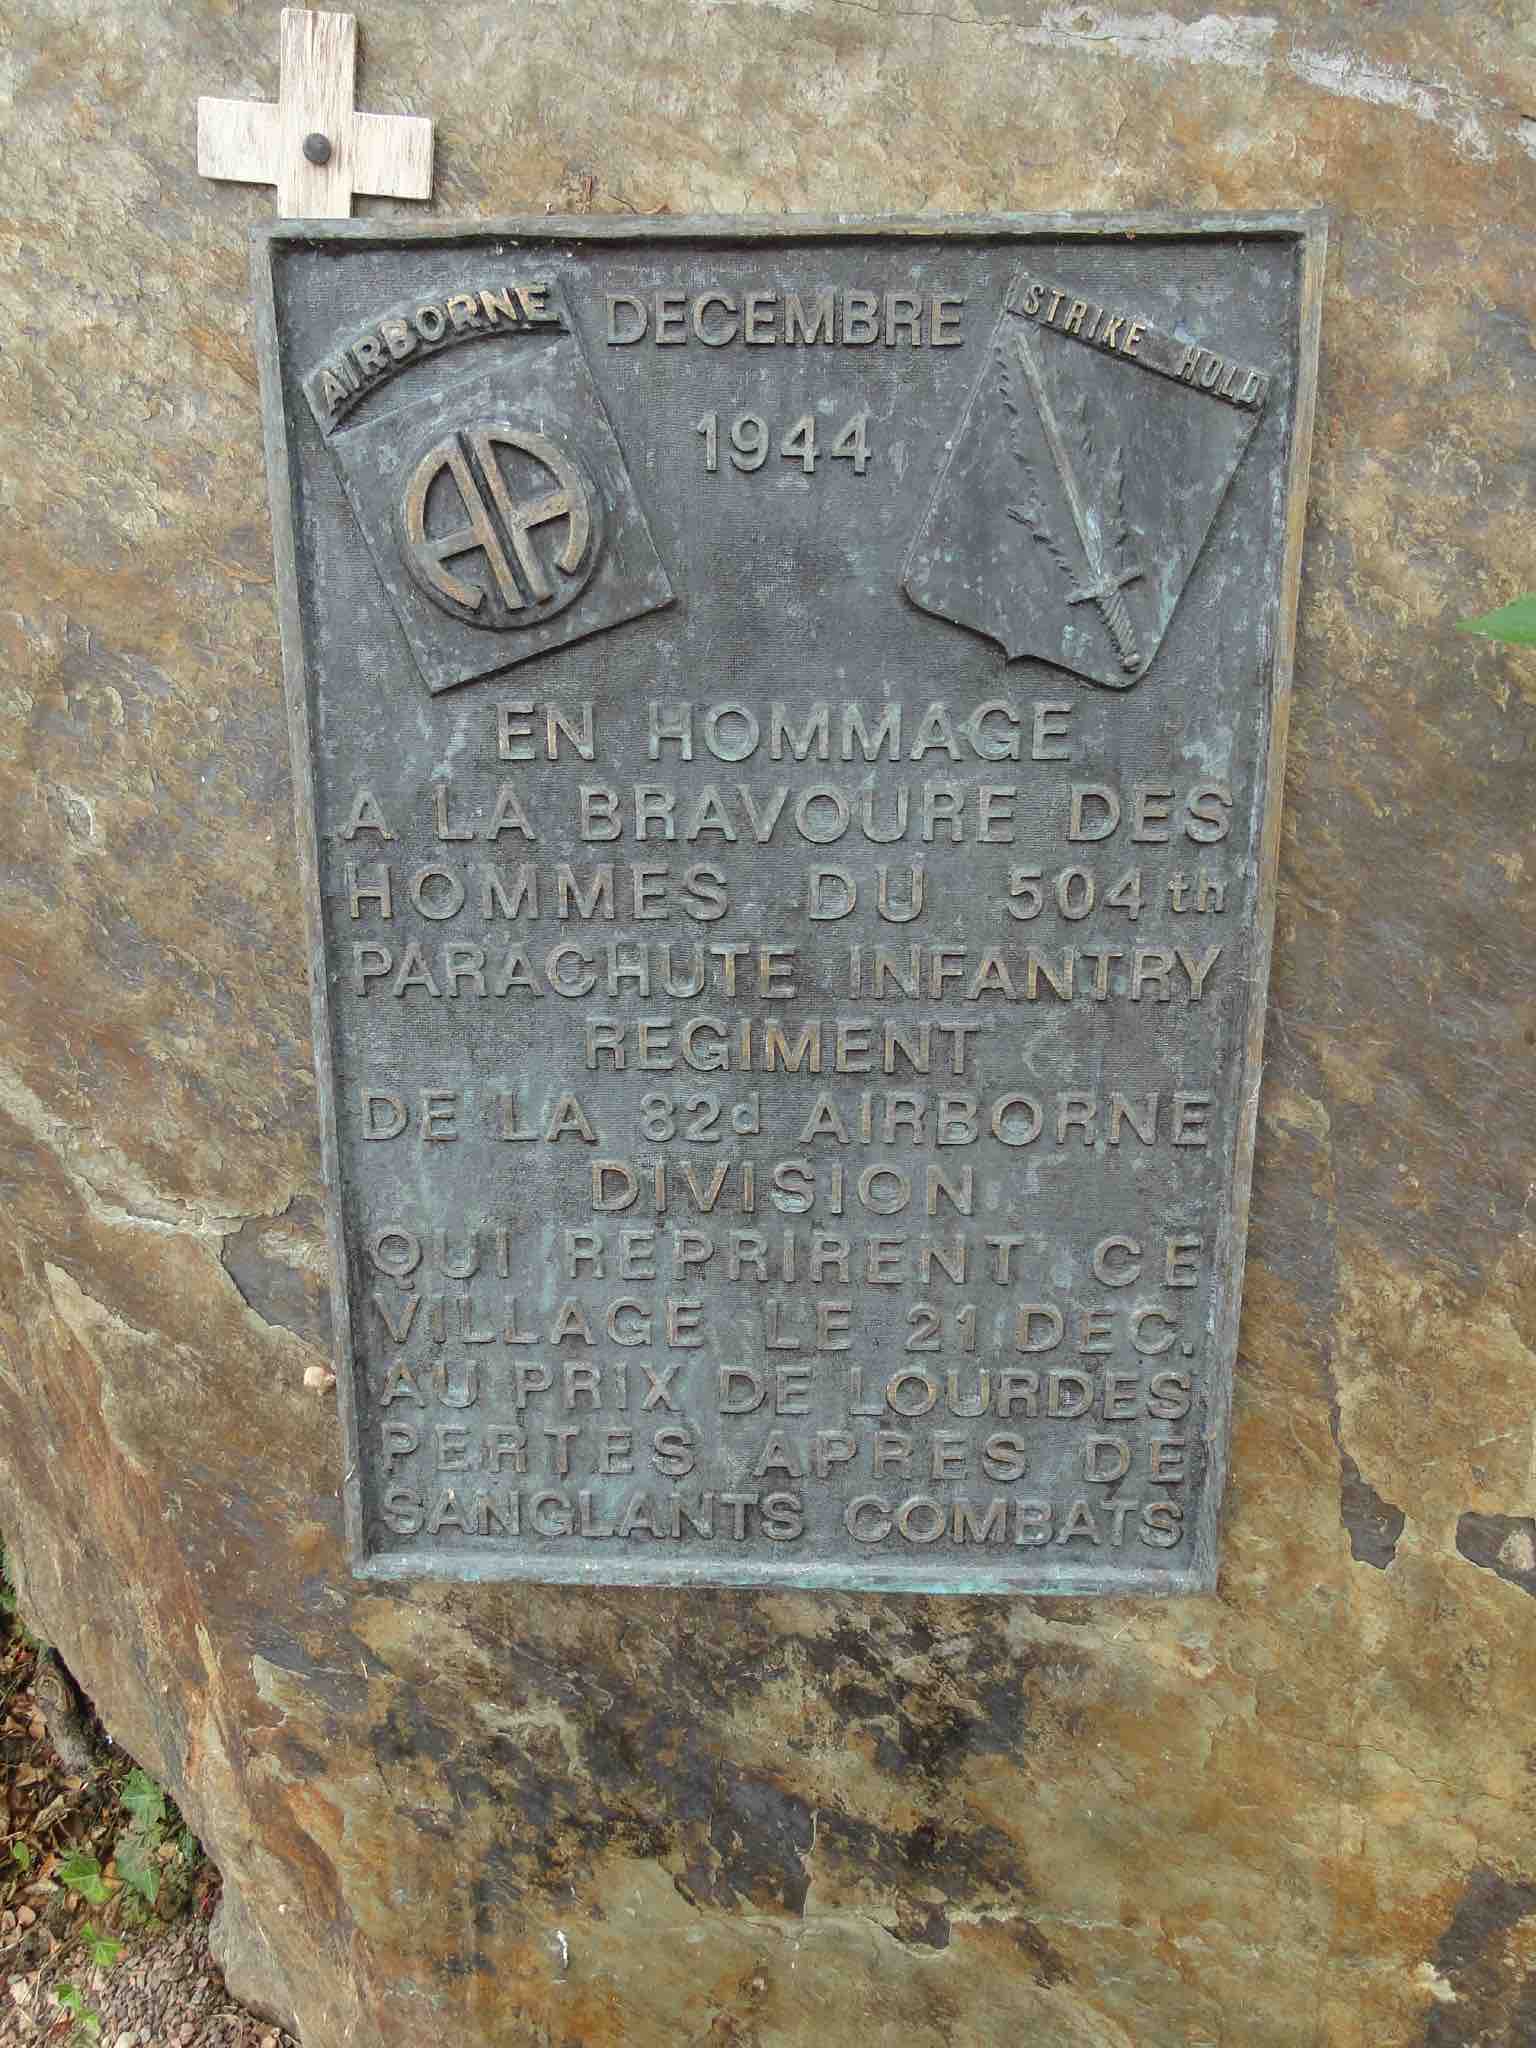 AIRBORNE
AA
DECEMBRE
1944
STRIKE HOLD
EN HOMMAGE
A LA BRAVOURE DES
HOMMES DU 504th
PARACHUTE INFANTRY
REGIMENT
DE LA 82d AIRBORNE
DIVISION
QUI REPRIRENT CE
VILLAGE LE 21 DEC.
AU PRIX DE LOURDES
PERTES APRES DE
SANGLANTS COMBATS